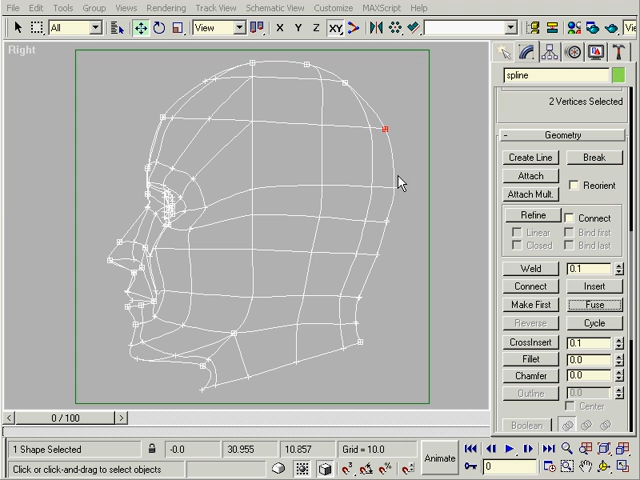 File Edit Tools Group Views Rendering Track View Schematic View Customize MAXScript Help
All View X Y Z XY
Right
spline
2 Vertices Selected
- Geometry
Create Line Break
Attach
Attach Mult. Reorient
Refine Connect
Linear Bind first
Closed Bind last
Weld 0.1
Connect Insert
Make First Fuse
Reverse Cycle
CrossInsert 0.1
Fillet 0.0
Chamfer 0.0
Outline 0.0
Center
Boolean
< 0 / 100 >
1 Shape Selected -0.0 30.955 10.857 Grid = 10.0
Animate
Click or click-and-drag to select objects
0